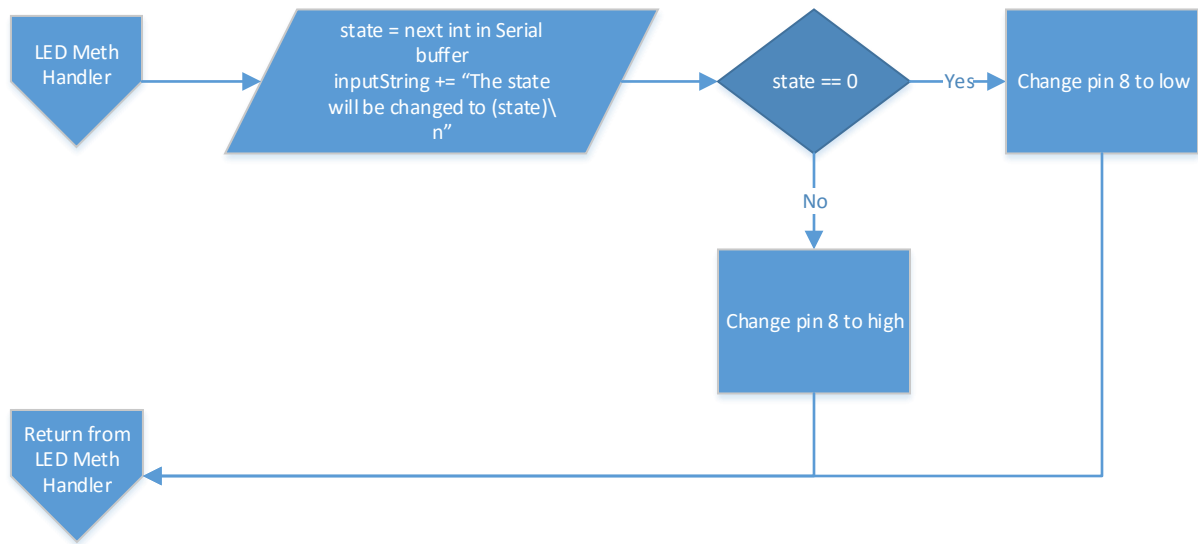 LED Meth
Handler
state = next int in Serial
buffer
inputString += “The state
will be changed to (state)\
n”
state == 0
Yes
Change pin 8 to low
No
Change pin 8 to high
Return from
LED Meth
Handler